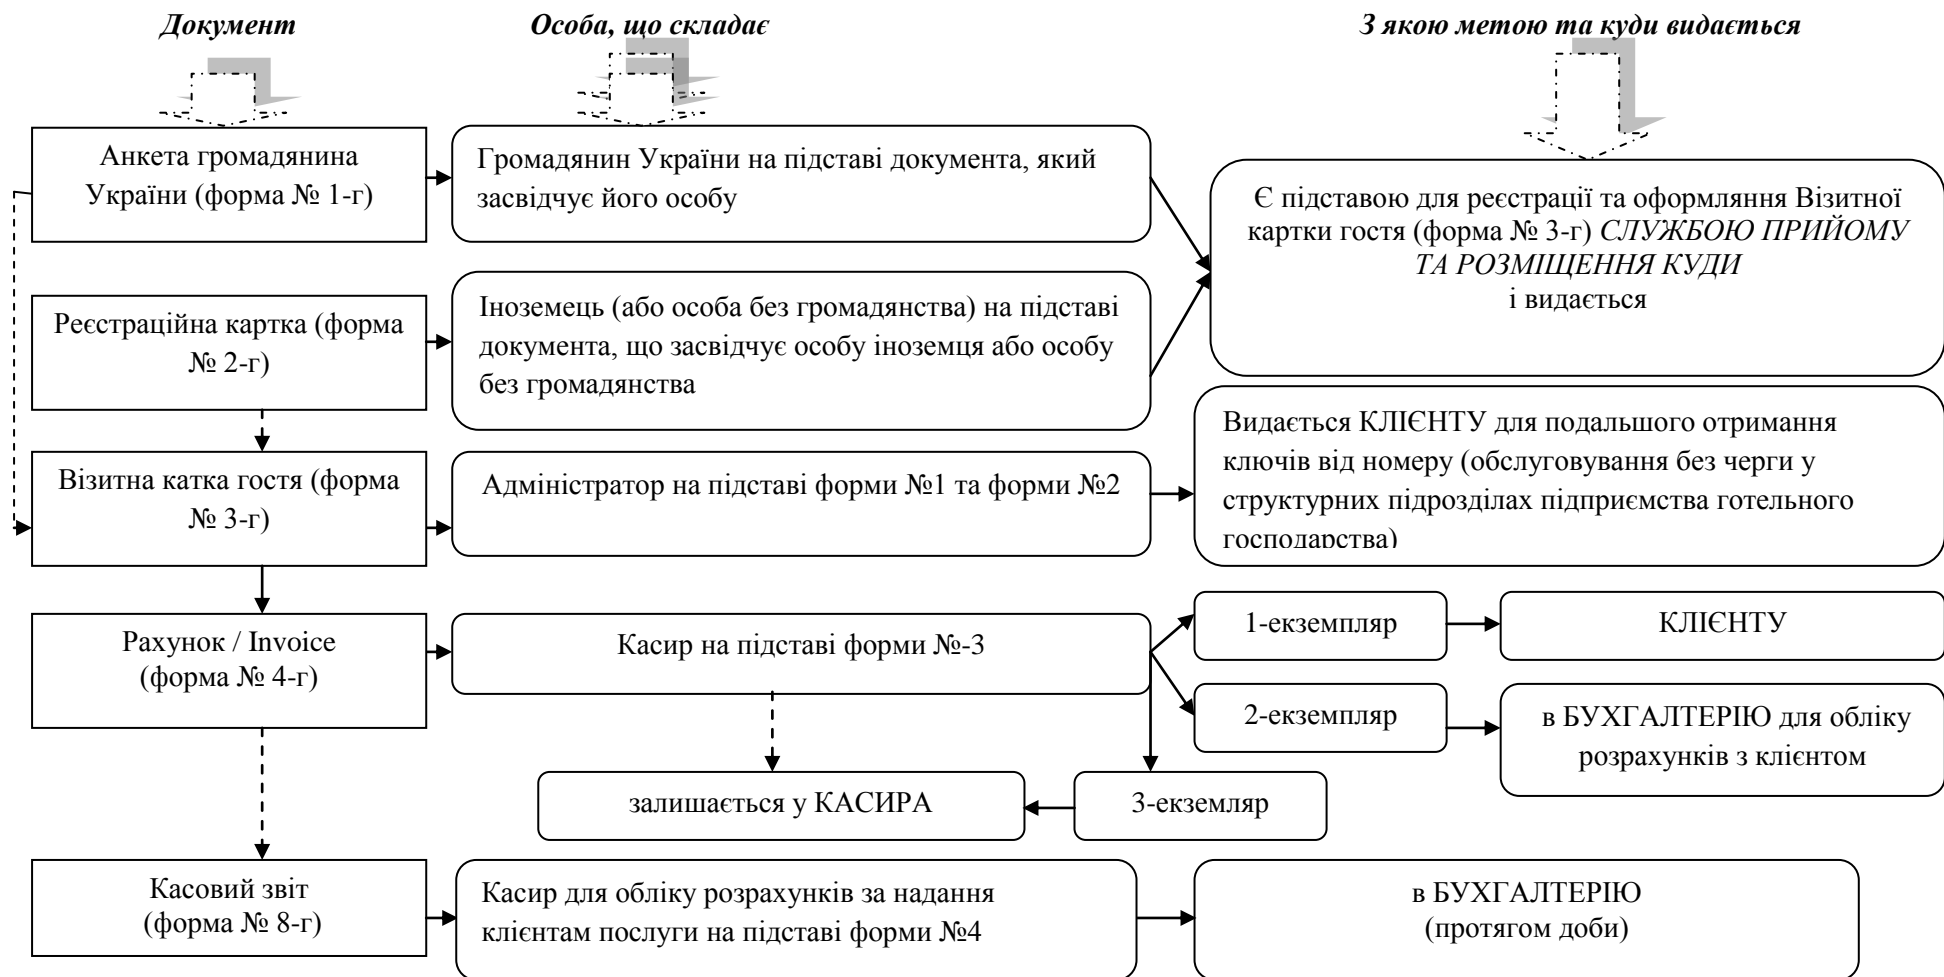 Документ
Особа, що складає
З якою метою та куди видається
Анкета громадянина
України (форма № 1-г)
Громадянин України на підставі документа, який
засвідчує його особу
Є підставою для реєстрації та оформляння Візитної
картки гостя (форма № 3-г) СЛУЖБОЮ ПРИЙОМУ
ТА РОЗМІЩЕННЯ КУДИ
і видається
Реєстраційна картка (форма
№ 2-г)
Іноземець (або особа без громадянства) на підставі
документа, що засвідчує особу іноземця або особу
без громадянства
Візитна катка гостя (форма
№ 3-г)
Адміністратор на підставі форми №1 та форми №2
Видається КЛІЄНТУ для подальшого отримання
ключів від номеру (обслуговування без черги у
структурних підрозділах підприємства готельного
господарства)
Рахунок / Invoice
(форма № 4-г)
Касир на підставі форми №-3
1-екземпляр
КЛІЄНТУ
2-екземпляр
в БУХГАЛТЕРІЮ для обліку
розрахунків з клієнтом
залишається у КАСИРА
3-екземляр
Касовий звіт
(форма № 8-г)
Касир для обліку розрахунків за надання
клієнтам послуги на підставі форми №4
в БУХГАЛТЕРІЮ
(протягом доби)